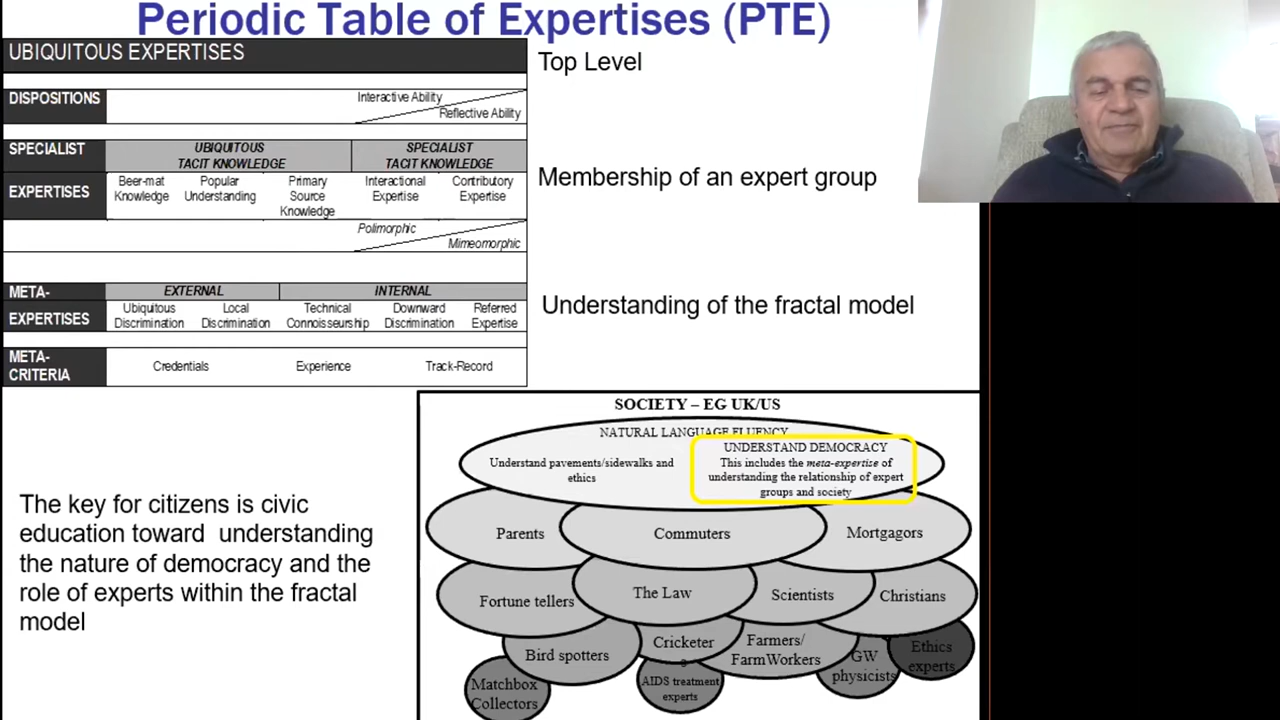 Periodic Table of Expertises (PTE)
UBIQUITOUS EXPERTISES
Top Level
DISPOSITIONS
Interactive Ability
Reflective Ability
SPECIALIST
UBIQUITOUS
TACIT KNOWLEDGE
SPECIALIST
TACIT KNOWLEDGE
EXPERTISES
Beer-mat
Knowledge
Popular
Understanding
Primary
Source
Knowledge
Interactional
Expertise
Contributory
Expertise
Membership of an expert group
Polimorphic
Mimeomorphic
META-
EXPERTISES
EXTERNAL
INTERNAL
Ubiquitous
Discrimination
Local
Discrimination
Technical
Connoisseurship
Downward
Discrimination
Referred
Expertise
Understanding of the fractal model
META-
CRITERIA
Credentials
Experience
Track-Record
The key for citizens is civic
education toward understanding
the nature of democracy and the
role of experts within the fractal
model
SOCIETY – EG UK/US
NATURAL LANGUAGE FLUENCY
Understand pavements/sidewalks and
ethics
UNDERSTAND DEMOCRACY
This includes the meta-expertise of
understanding the relationship of expert
groups and society
Parents
Commuters
Mortgagors
Fortune tellers
The Law
Scientists
Christians
Bird spotters
Cricketer
s
Farmers/
FarmWorkers
GW
physicists
Ethics
experts
Matchbox
Collectors
AIDS treatment
experts